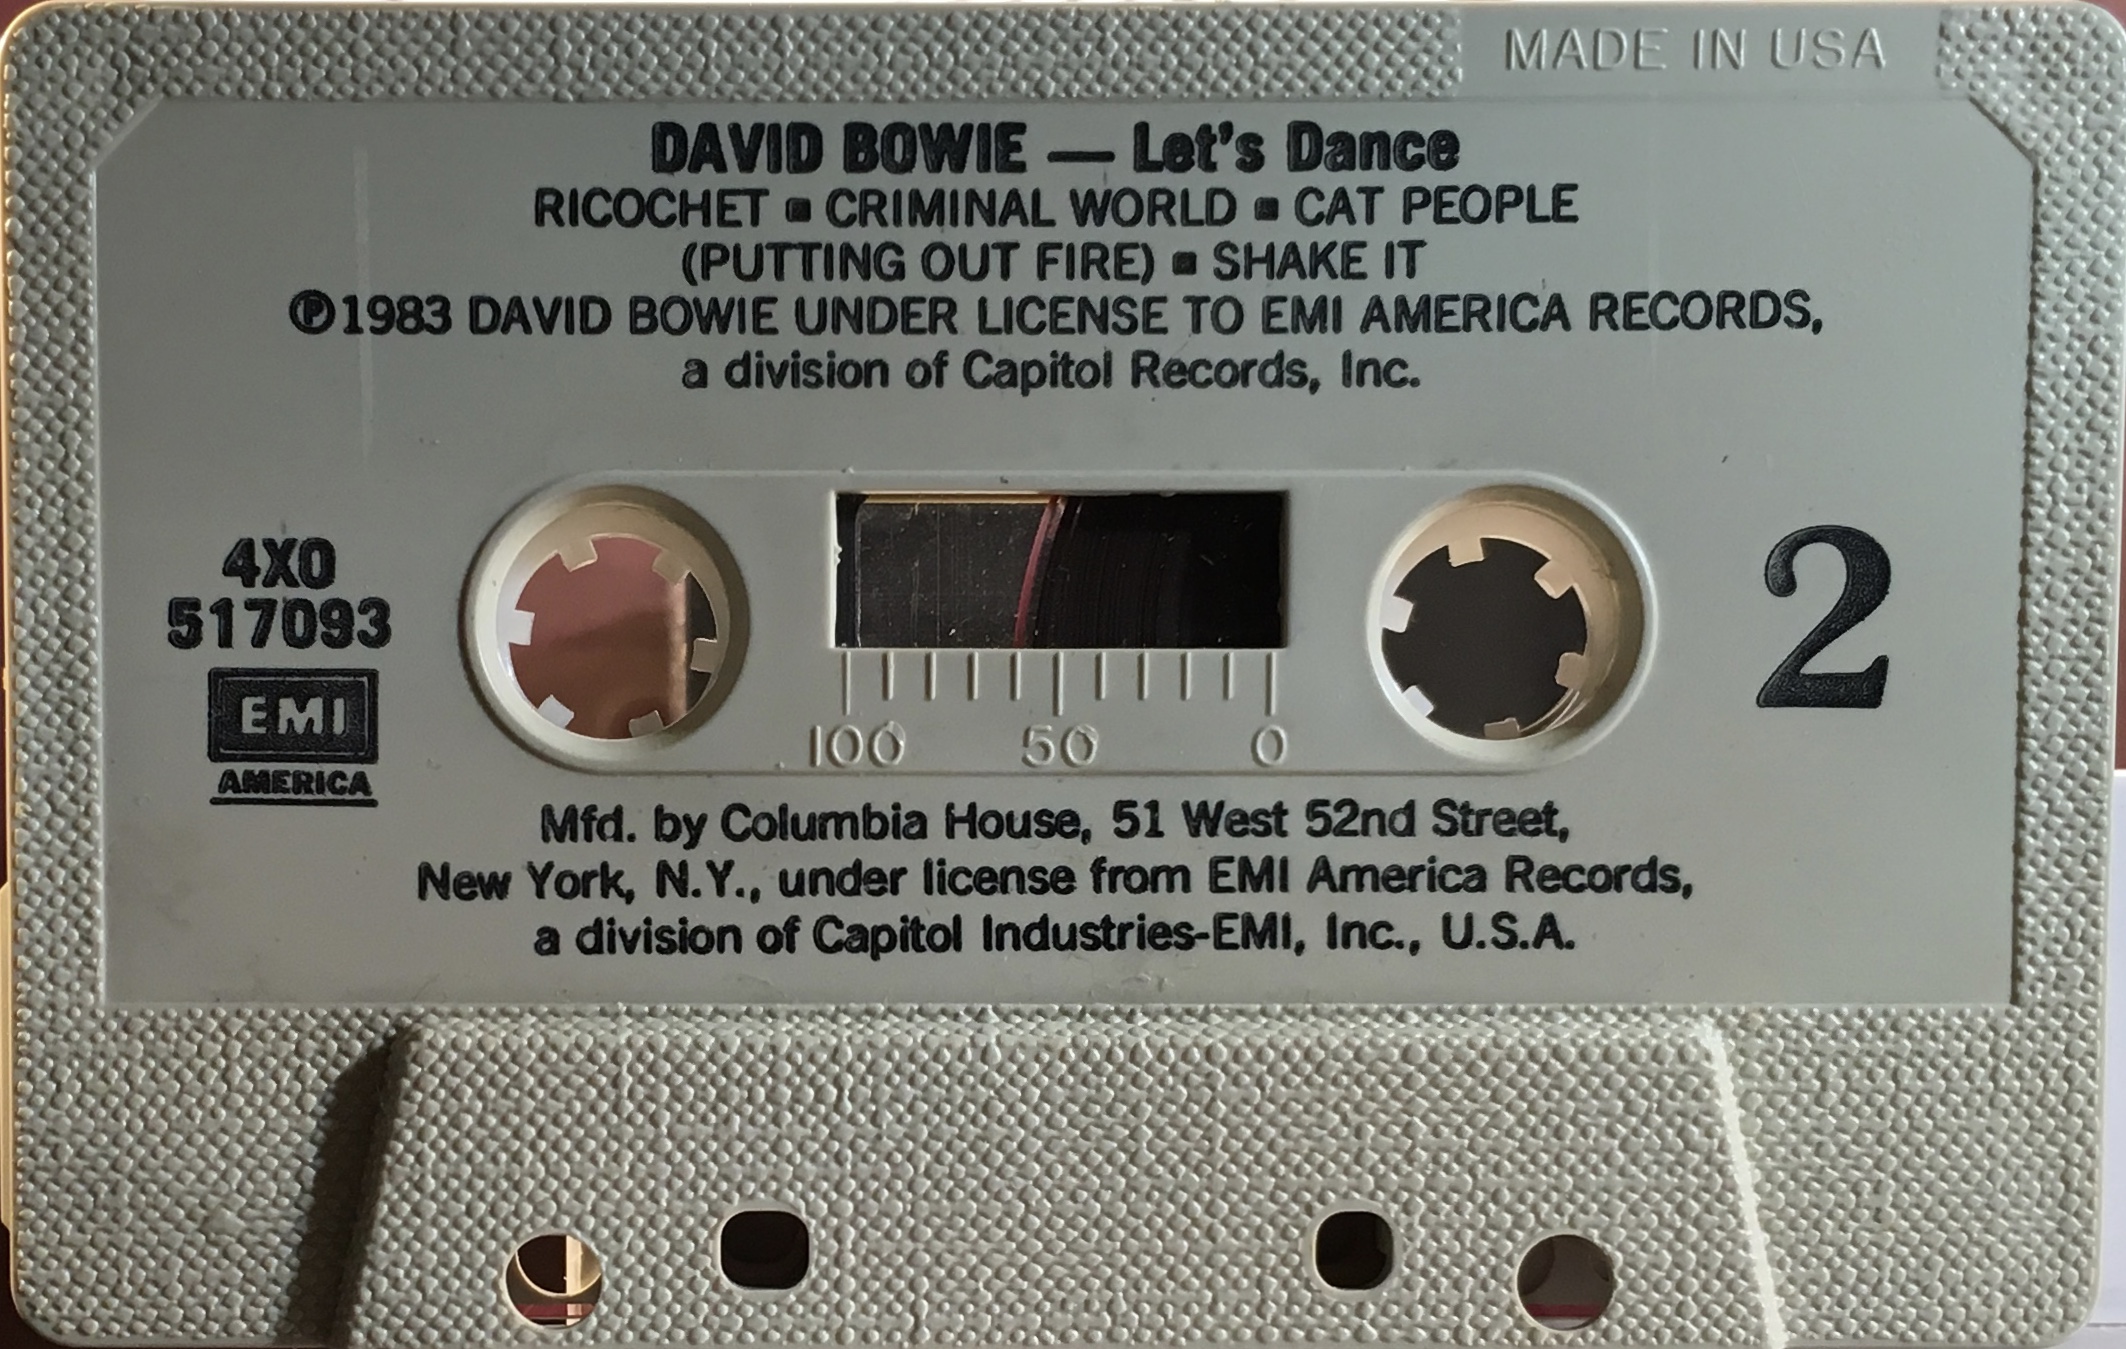 MADE IN USA
DAVID BOWIE — Let's Dance
RICOCHET ▪ CRIMINAL WORLD ▪ CAT PEOPLE
(PUTTING OUT FIRE) ▪ SHAKE IT
℗1983 DAVID BOWIE UNDER LICENSE TO EMI AMERICA RECORDS,
a division of Capitol Records, Inc.
4XO
517093
EMI
AMERICA
100 50 0
2
Mfd. by Columbia House, 51 West 52nd Street,
New York, N.Y., under license from EMI America Records,
a division of Capitol Industries-EMI, Inc., U.S.A.